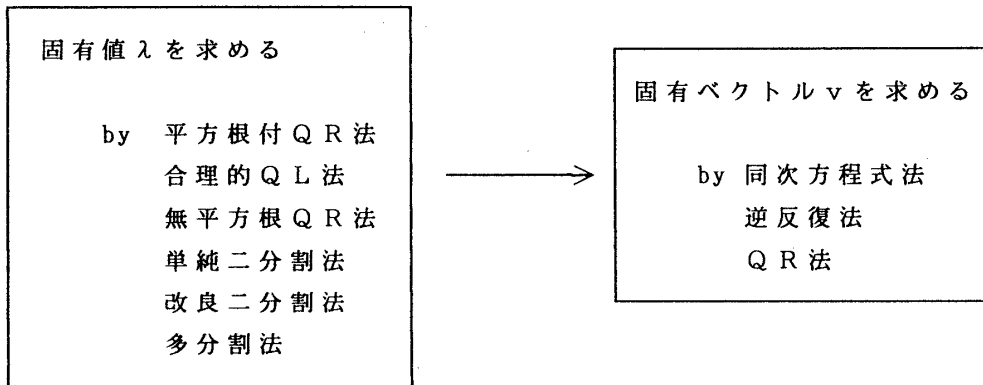 固有値λを求める
by 平方根付QR法
合理的QL法
無平方根QR法
単純二分割法
改良二分割法
多分割法
固有ベクトルvを求める
by 同次方程式法
逆反復法
QR法